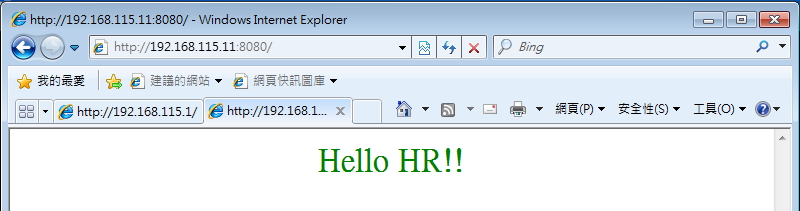 http://192.168.115.11:8080/ - Windows Internet Explorer
http://192.168.115.11:8080/ Bing
我的最愛 建議的網站 網頁快訊圖庫
http://192.168.115.1/ http://192.168.1... 網頁(P) 安全性(S) 工具(O)
Hello HR!!